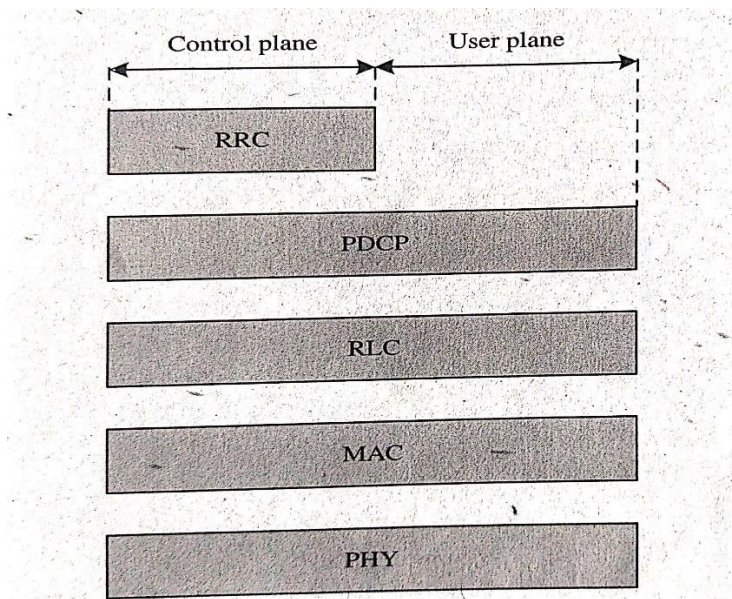 Control plane User plane
RRC
PDCP
RLC
MAC
PHY